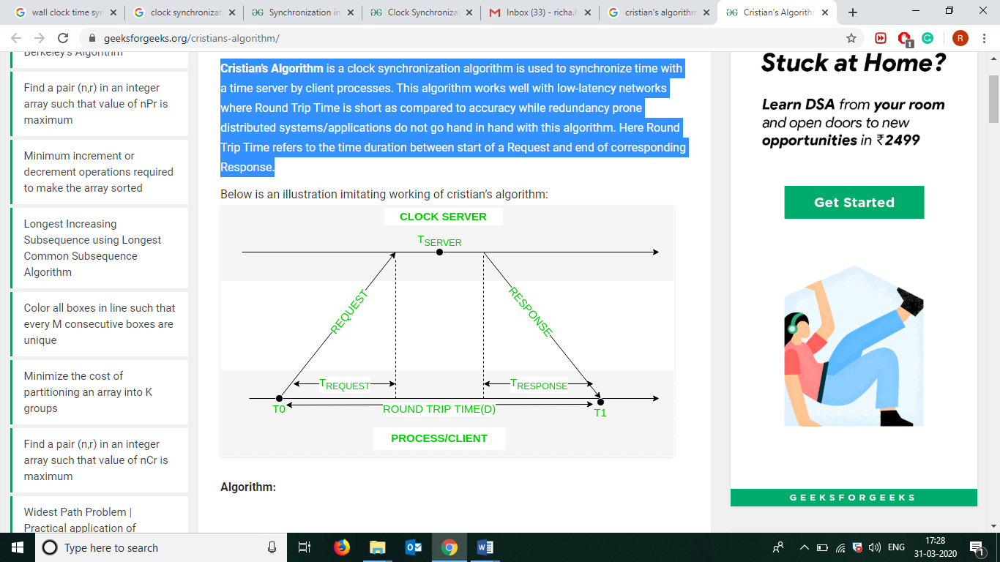 wall clock time syn
clock synchronizat
Synchronization in
Clock Synchroniza
Inbox (33) - richa.h
cristian's algorithm
Cristian's Algorithm
geeksforgeeks.org/cristians-algorithm/
1
R
Berkeley's Algorithm
Find a pair (n,r) in an integer
array such that value of nPr is
maximum
Minimum increment or
decrement operations required
to make the array sorted
Longest Increasing
Subsequence using Longest
Common Subsequence
Algorithm
Color all boxes in line such that
every M consecutive boxes are
unique
Minimize the cost of
partitioning an array into K
groups
Find a pair (n,r) in an integer
array such that value of nCr is
maximum
Widest Path Problem |
Practical application of
Cristian's Algorithm is a clock synchronization algorithm is used to synchronize time with
a time server by client processes. This algorithm works well with low-latency networks
where Round Trip Time is short as compared to accuracy while redundancy prone
distributed systems/applications do not go hand in hand with this algorithm. Here Round
Trip Time refers to the time duration between start of a Request and end of corresponding
Response.
Below is an illustration imitating working of cristian's algorithm:
CLOCK SERVER
TSERVER
REQUEST
RESPONSE
TREQUEST
TRESPONSE
T0
ROUND TRIP TIME(D)
T1
PROCESS/CLIENT
Algorithm:
Stuck at Home?
Learn DSA from your room
and open doors to new
opportunities in ₹2499
Get Started
GEEKSFORGEEKS
Type here to search
ENG
17:28
31-03-2020
1